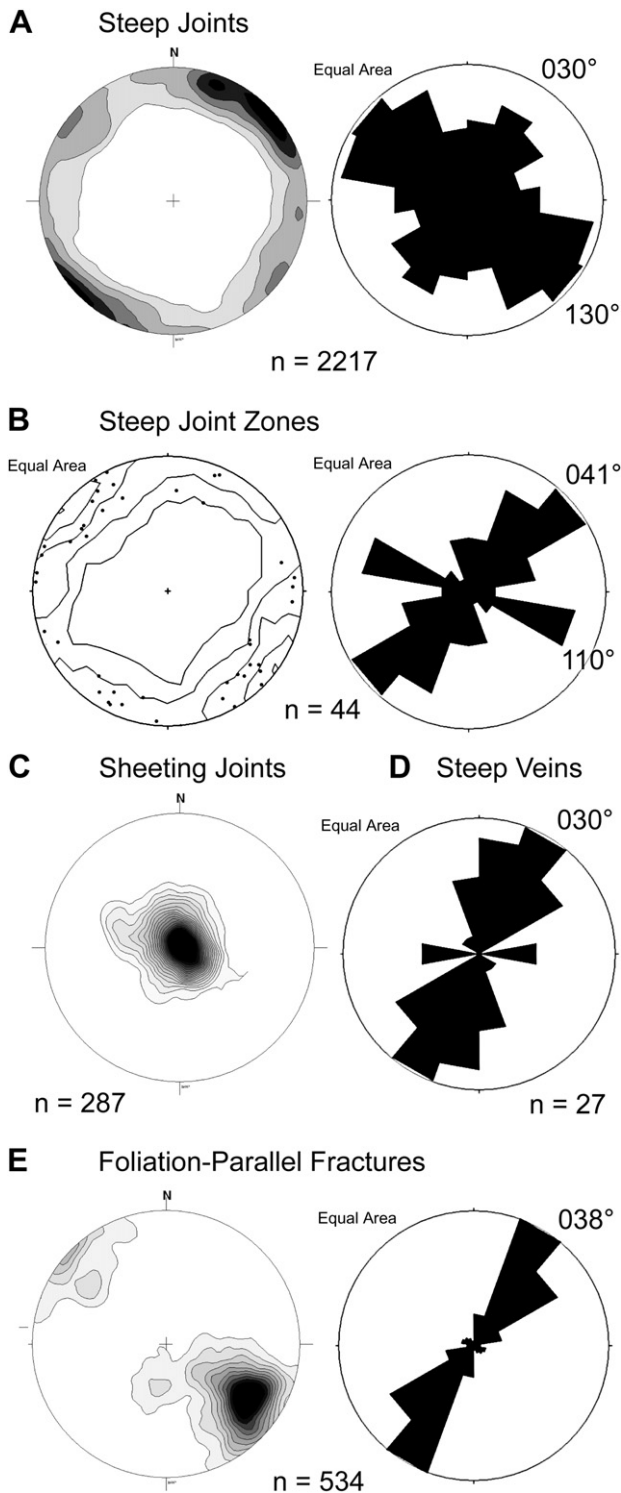 A Steep Joints
N
Equal Area
030°
130°
n = 2217
B Steep Joint Zones
Equal Area
Equal Area
041°
110°
n = 44
C Sheeting Joints
D Steep Veins
N
Equal Area
030°
n = 287
n = 27
E Foliation-Parallel Fractures
N
Equal Area
038°
n = 534